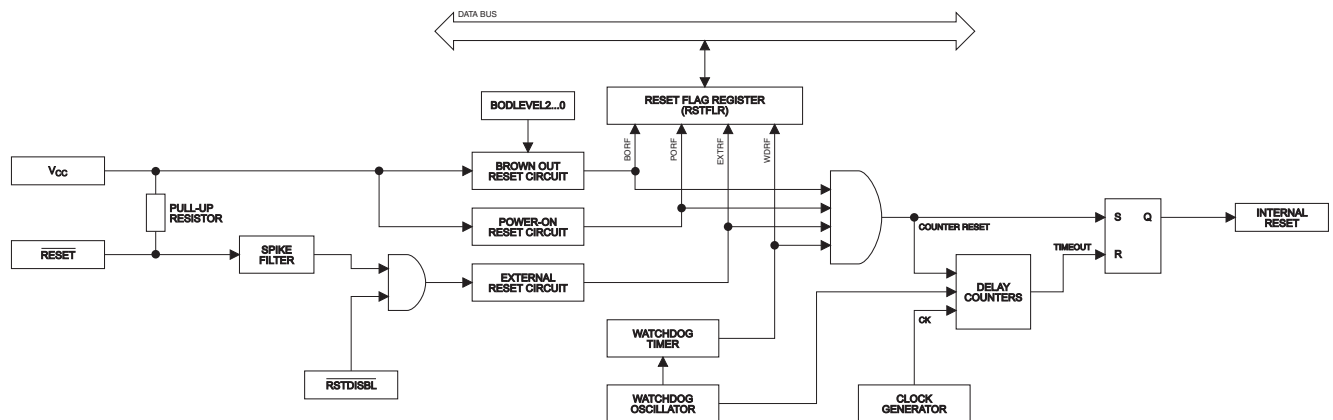 DATA BUS
RESET FLAG REGISTER
(RSTFLR)
BODLEVEL2...0
BORF
PORF
EXTRF
WDRF
VCC
BROWN OUT
RESET CIRCUIT
PULL-UP
RESISTOR
POWER-ON
RESET CIRCUIT
S
Q
INTERNAL
RESET
COUNTER RESET
RESET
SPIKE
FILTER
TIMEOUT
R
EXTERNAL
RESET CIRCUIT
DELAY
COUNTERS
CK
WATCHDOG
TIMER
RSTDISBL
WATCHDOG
OSCILLATOR
CLOCK
GENERATOR